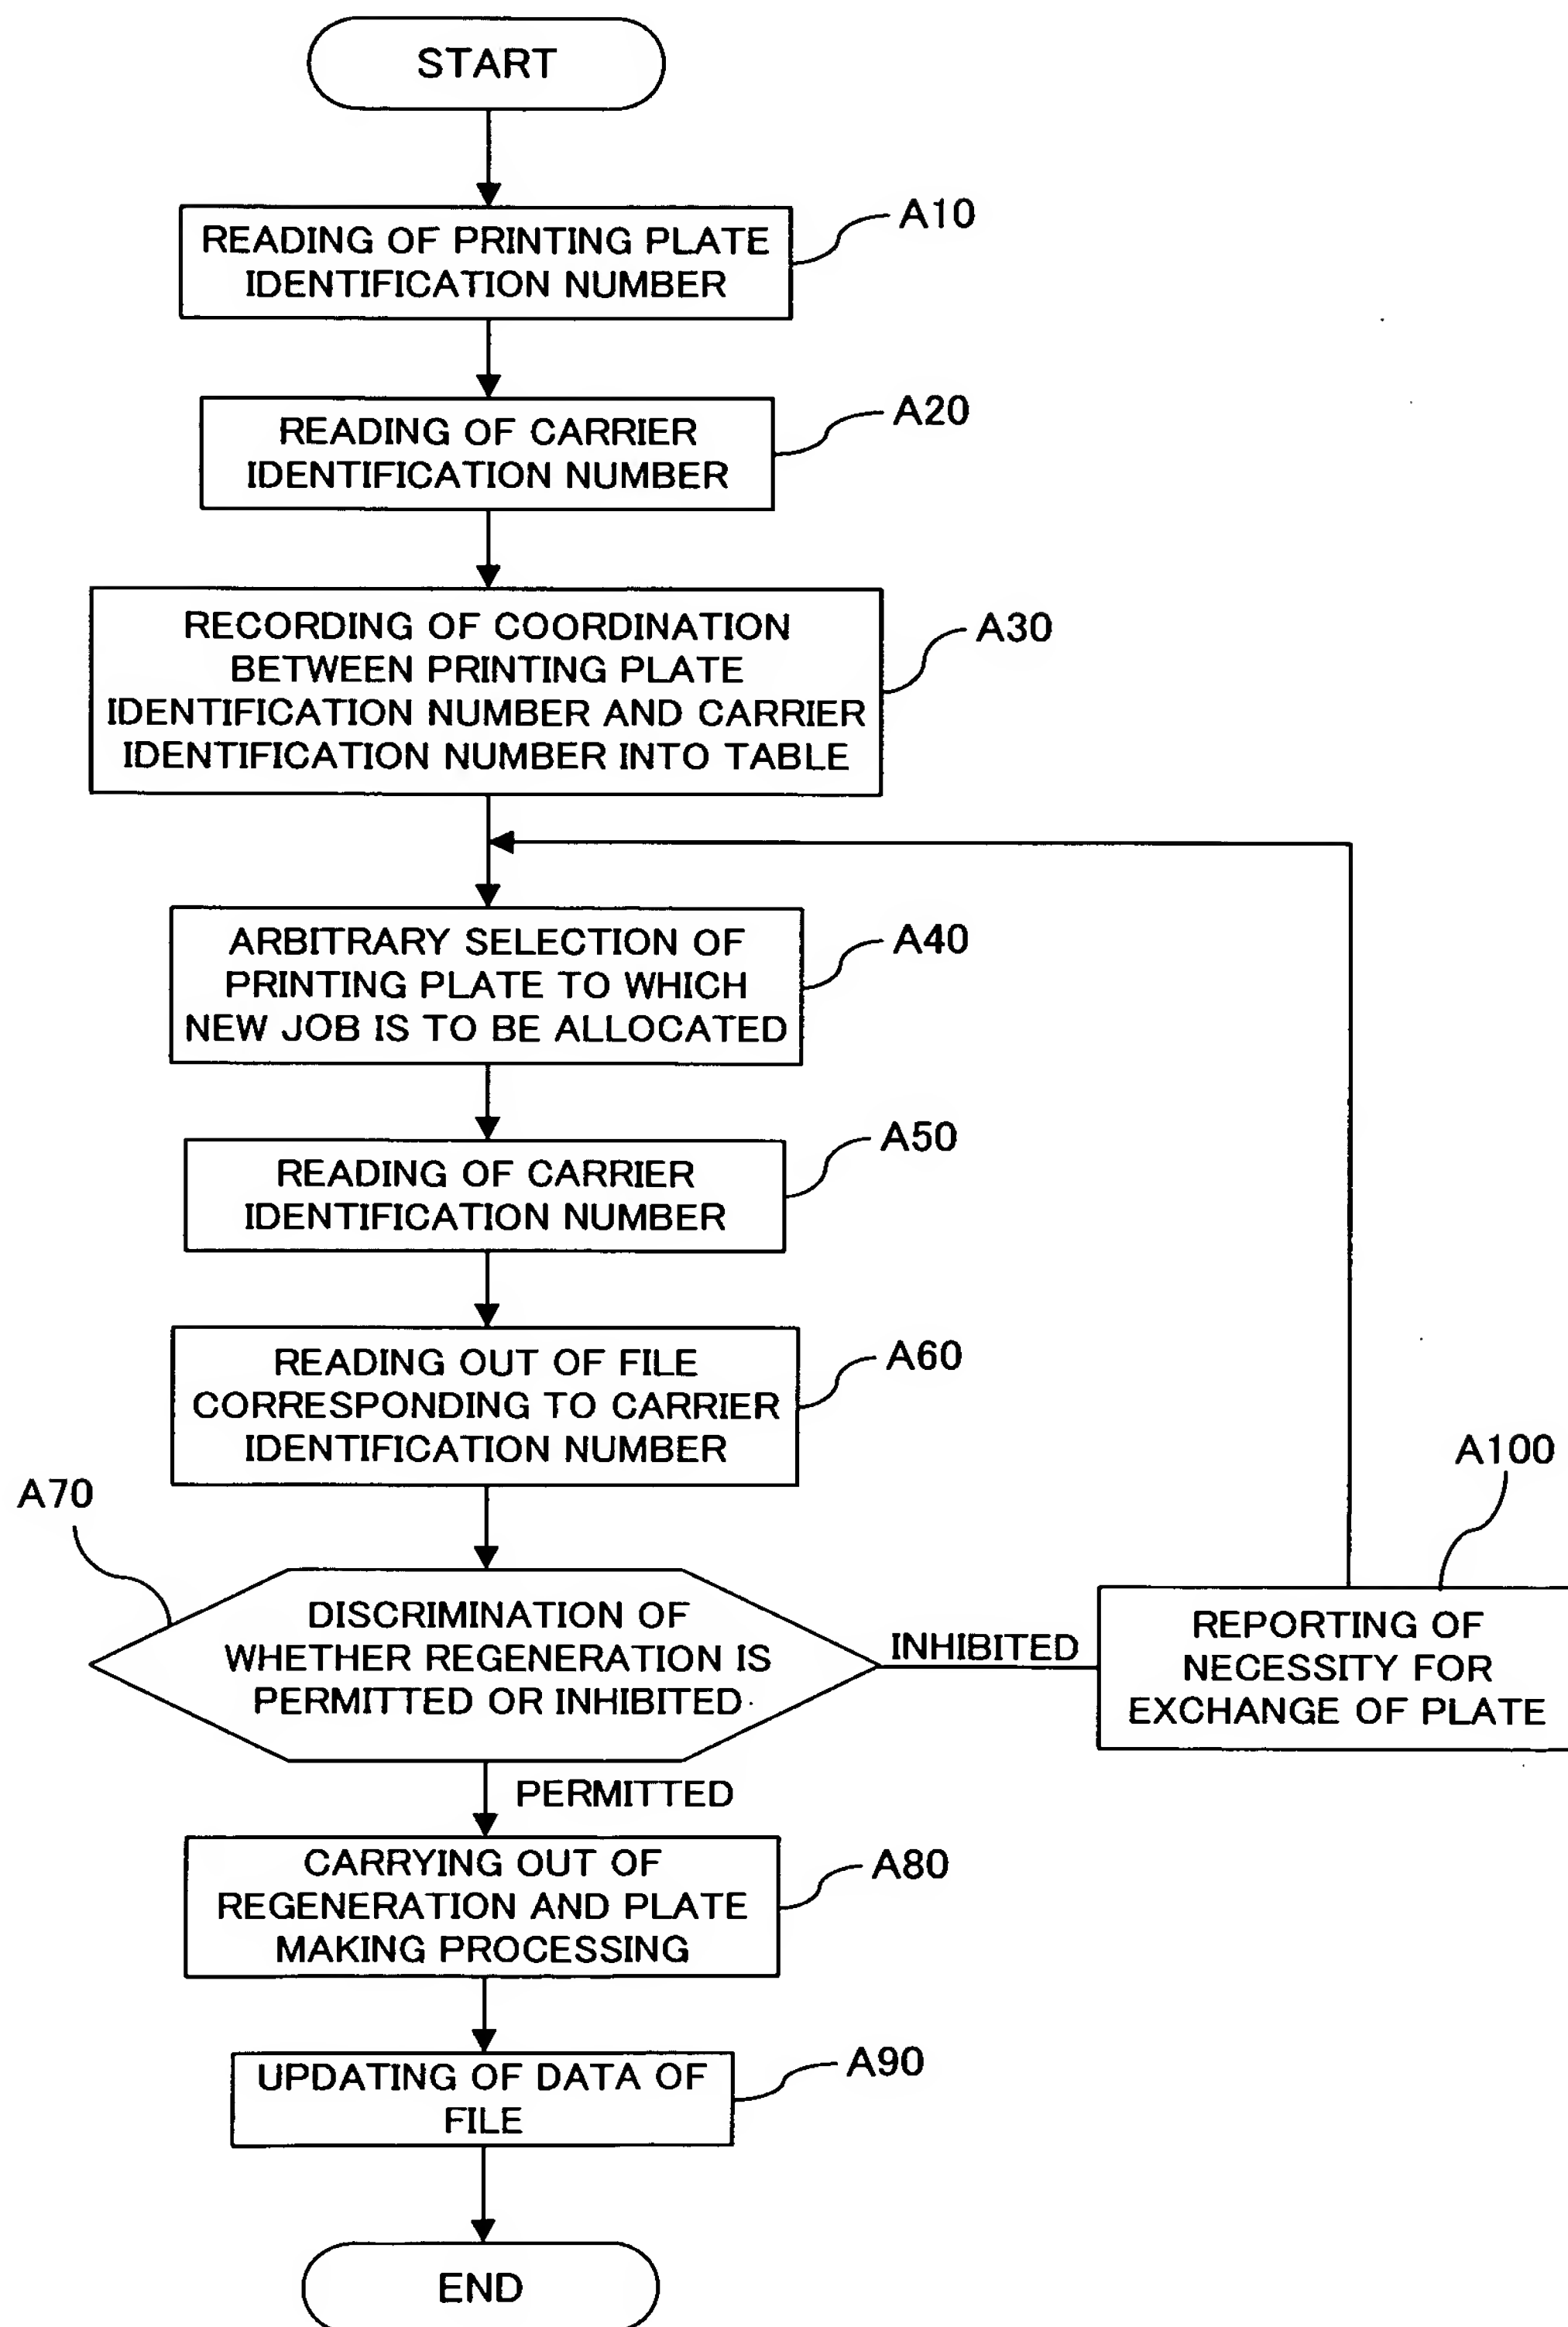 START
READING OF PRINTING PLATE
IDENTIFICATION NUMBER
A10
READING OF CARRIER
IDENTIFICATION NUMBER
A20
RECORDING OF COORDINATION
BETWEEN PRINTING PLATE
IDENTIFICATION NUMBER AND CARRIER
IDENTIFICATION NUMBER INTO TABLE
A30
ARBITRARY SELECTION OF
PRINTING PLATE TO WHICH
NEW JOB IS TO BE ALLOCATED
A40
READING OF CARRIER
IDENTIFICATION NUMBER
A50
READING OUT OF FILE
CORRESPONDING TO CARRIER
IDENTIFICATION NUMBER
A60
A70
DISCRIMINATION OF
WHETHER REGENERATION IS
PERMITTED OR INHIBITED
INHIBITED
A100
REPORTING OF
NECESSITY FOR
EXCHANGE OF PLATE
PERMITTED
CARRYING OUT OF
REGENERATION AND PLATE
MAKING PROCESSING
A80
UPDATING OF DATA OF
FILE
A90
END